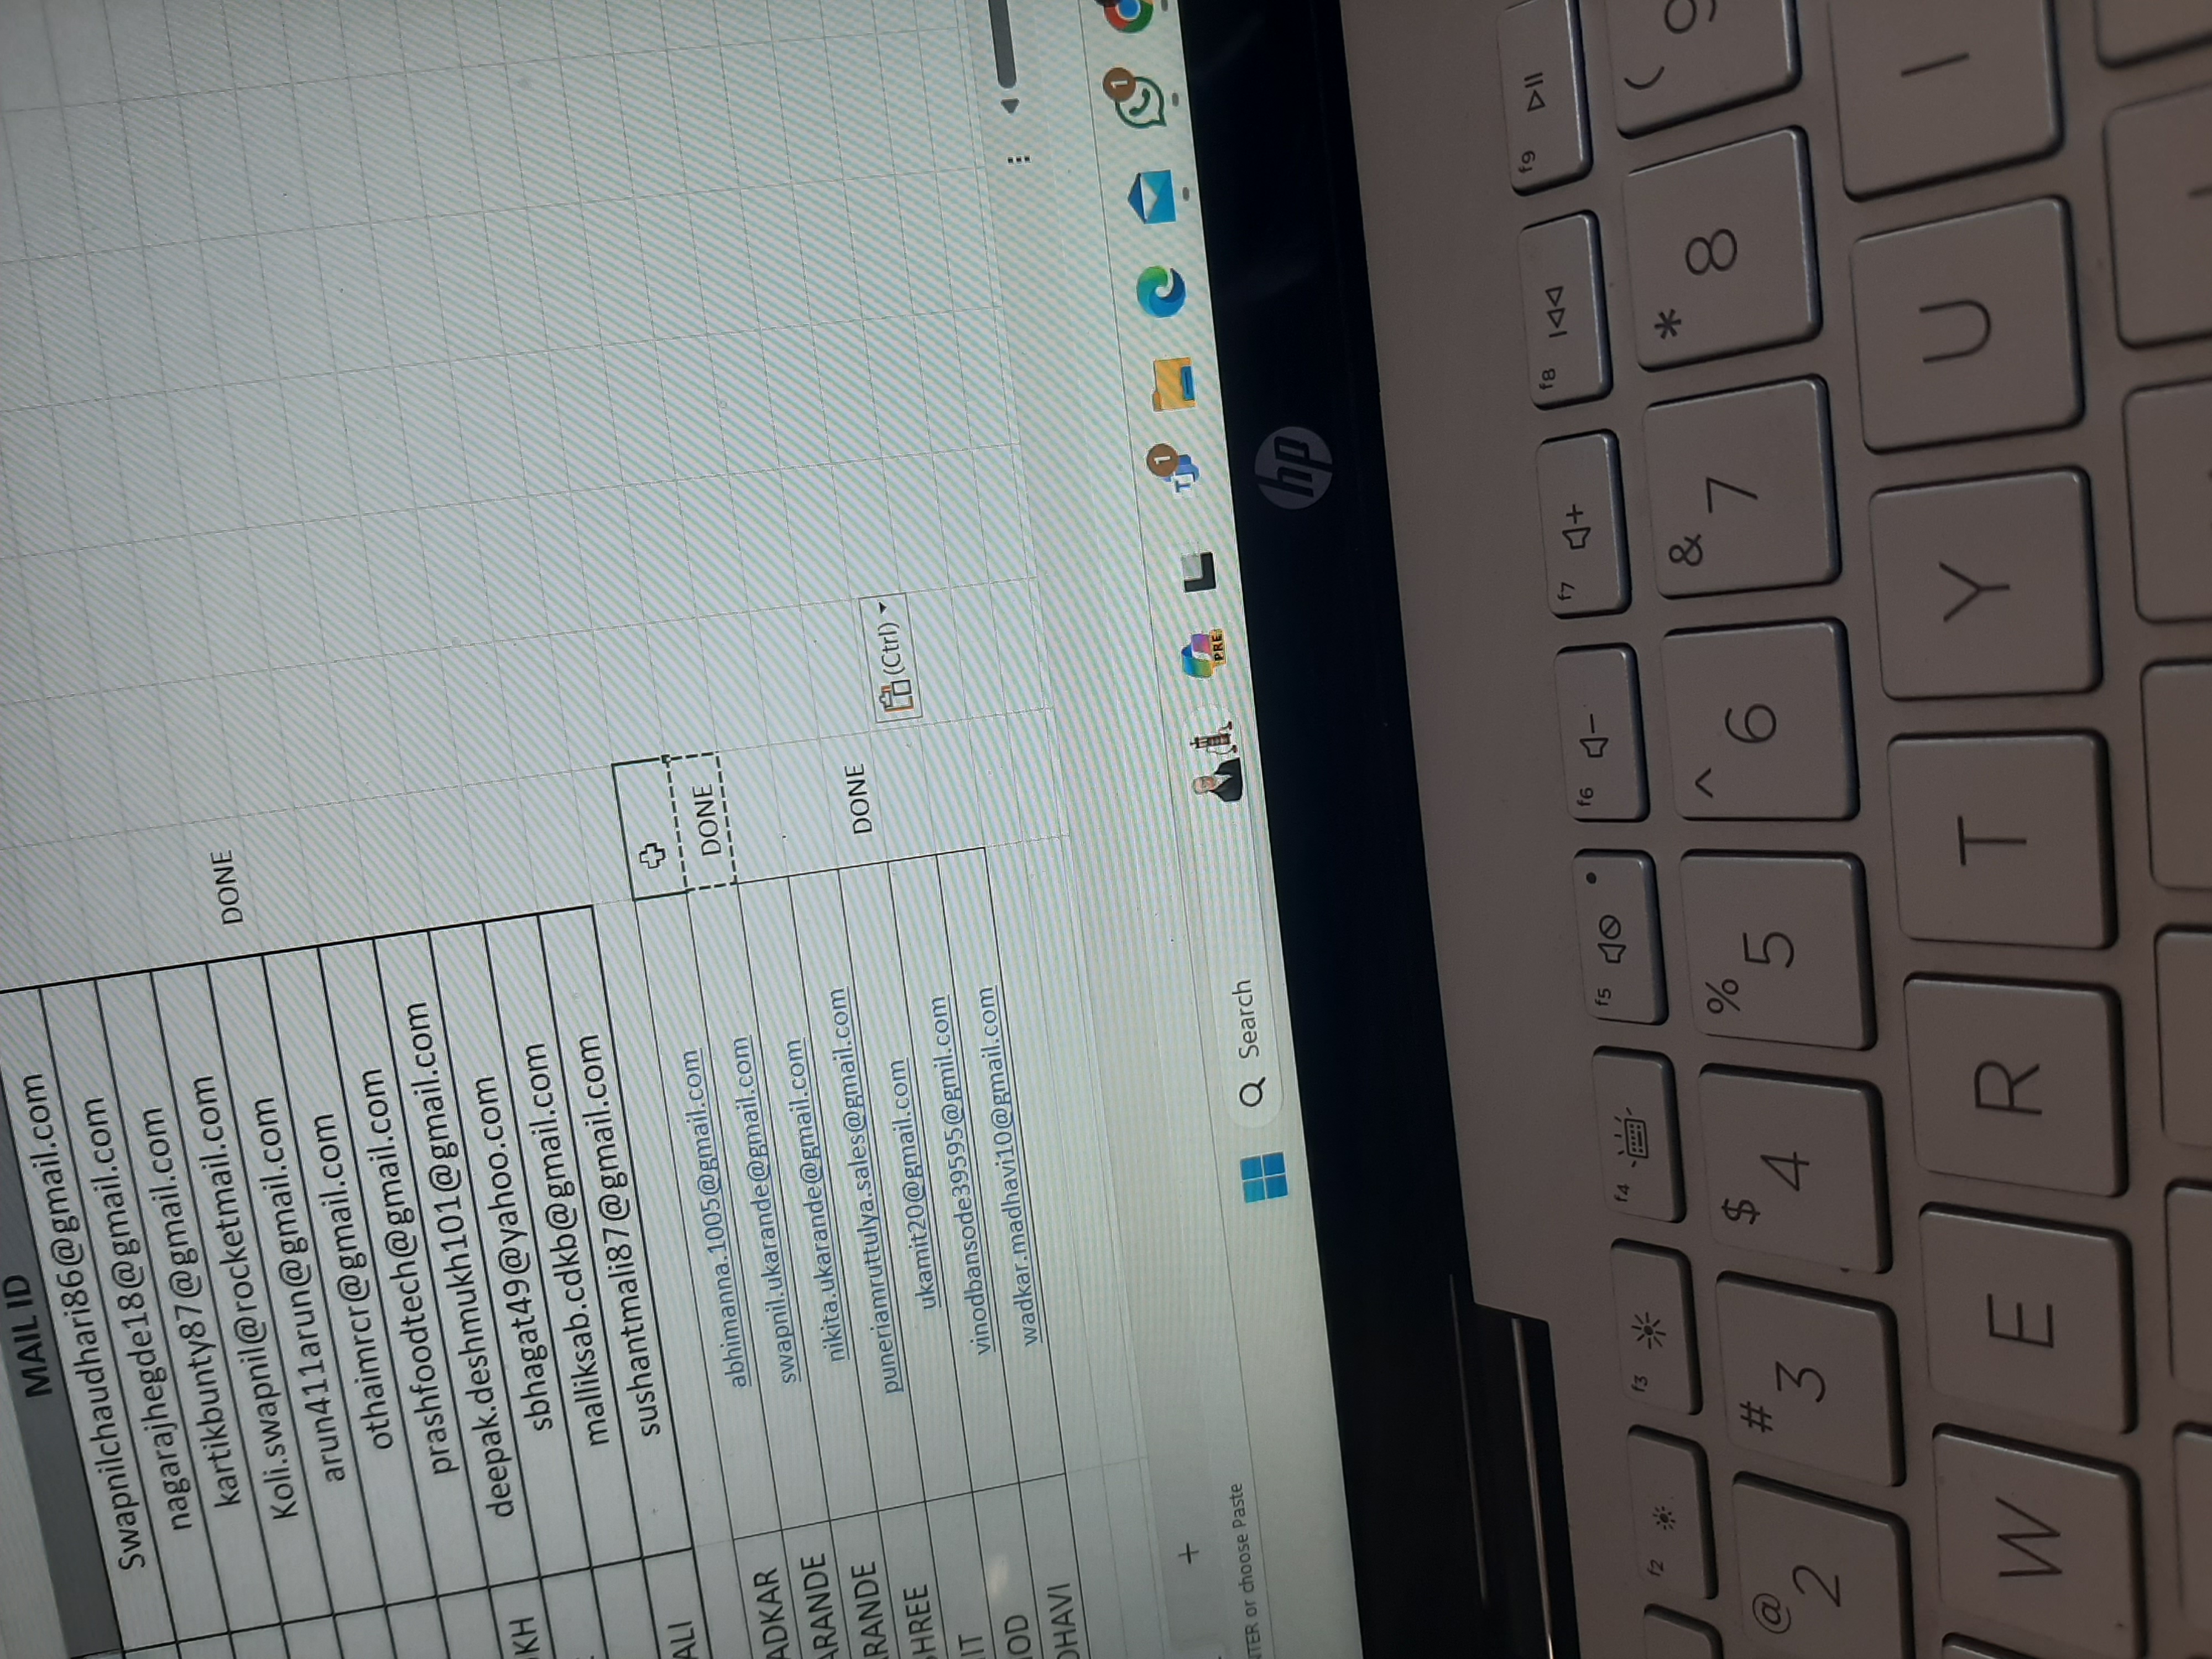 MAIL ID
Swapnilchaudhari86@gmail.com
nagarajhegde18@gmail.com
kartikbunty87@gmail.com
Koli.swapnil@rocketmail.com
DONE
arun411arun@gmail.com
othaimrcr@gmail.com
prashfoodtech@gmail.com
KH deepak.deshmukh101@gmail.com
sbhagat49@yahoo.com
malliksab.cdkb@gmail.com
ALI sushantmali87@gmail.com
ADKAR abhimanna.1005@gmail.com
ARANDE swapnil.ukarande@gmail.com DONE
RANDE nikita.ukarande@gmail.com
SHREE puneriamruttulya.sales@gmail.com
IT ukamit20@gmail.com DONE
OD vinodbansode39595@gmil.com
DHAVI wadkar.madhavi10@gmail.com
(Ctrl)
+
NTER or choose Paste
Search
PRE
1
1
hp
f2
f3
f4
f5
f6
f7
f8
f9
@ 2
# 3
$ 4
% 5
^ 6
& 7
* 8
( 9
W E R T Y U I